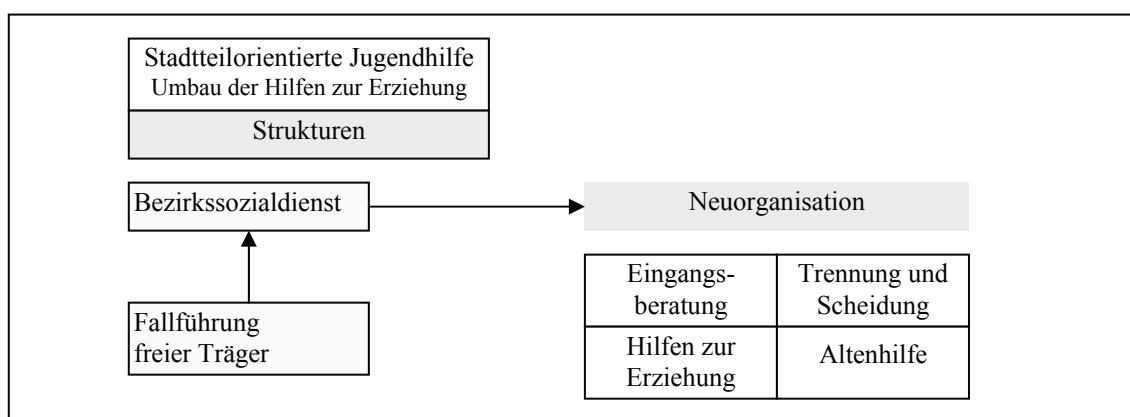 Stadtteilorientierte Jugendhilfe
Umbau der Hilfen zur Erziehung
Strukturen
Bezirkssozialdienst
Neuorganisation
Fallführung
freier Träger
Eingangs-
beratung
Trennung und
Scheidung
Hilfen zur
Erziehung
Altenhilfe